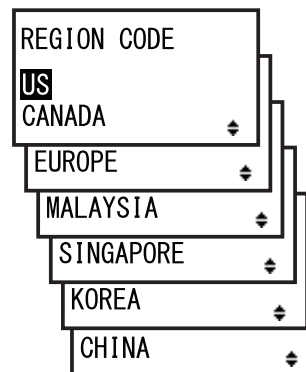 REGION CODE
US
CANADA
EUROPE
MALAYSIA
SINGAPORE
KOREA
CHINA